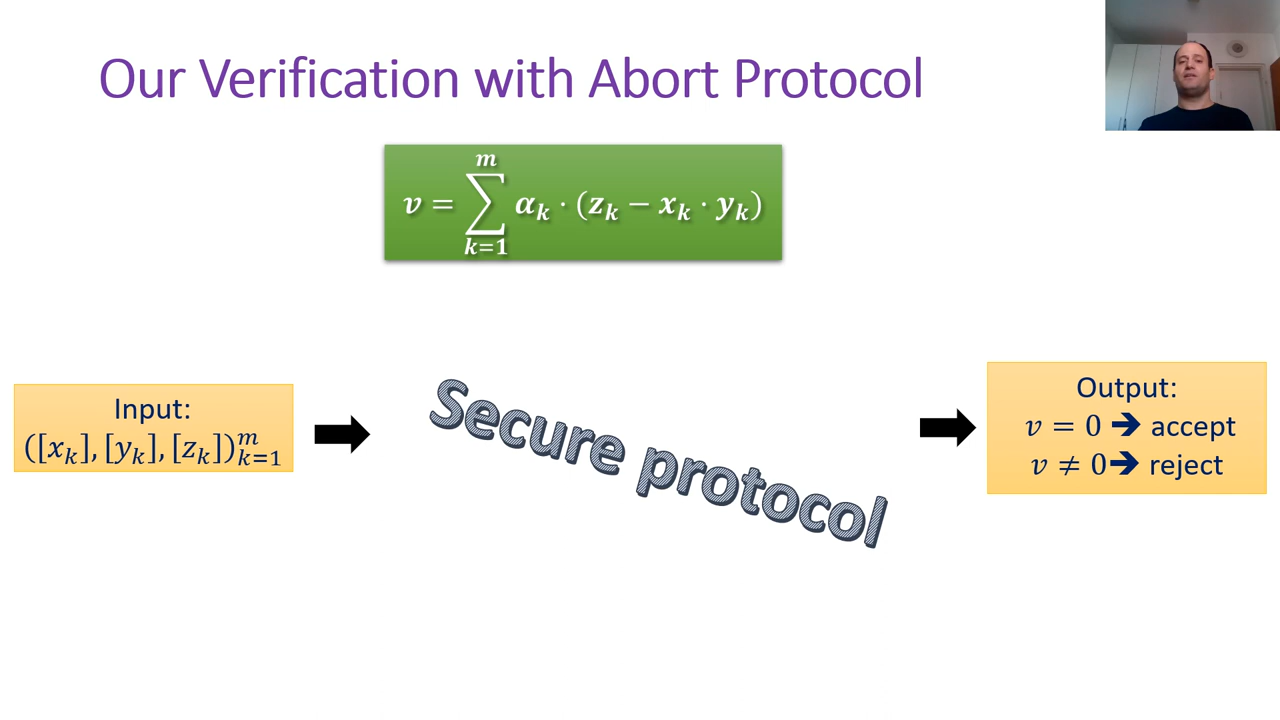 Our Verification with Abort Protocol
v = ∑_{k=1}^{m} α_k · (z_k − x_k · y_k)
Input:
([x_k], [y_k], [z_k])_{k=1}^{m}
Secure protocol
Output:
v = 0 ➔ accept
v ≠ 0 ➔ reject